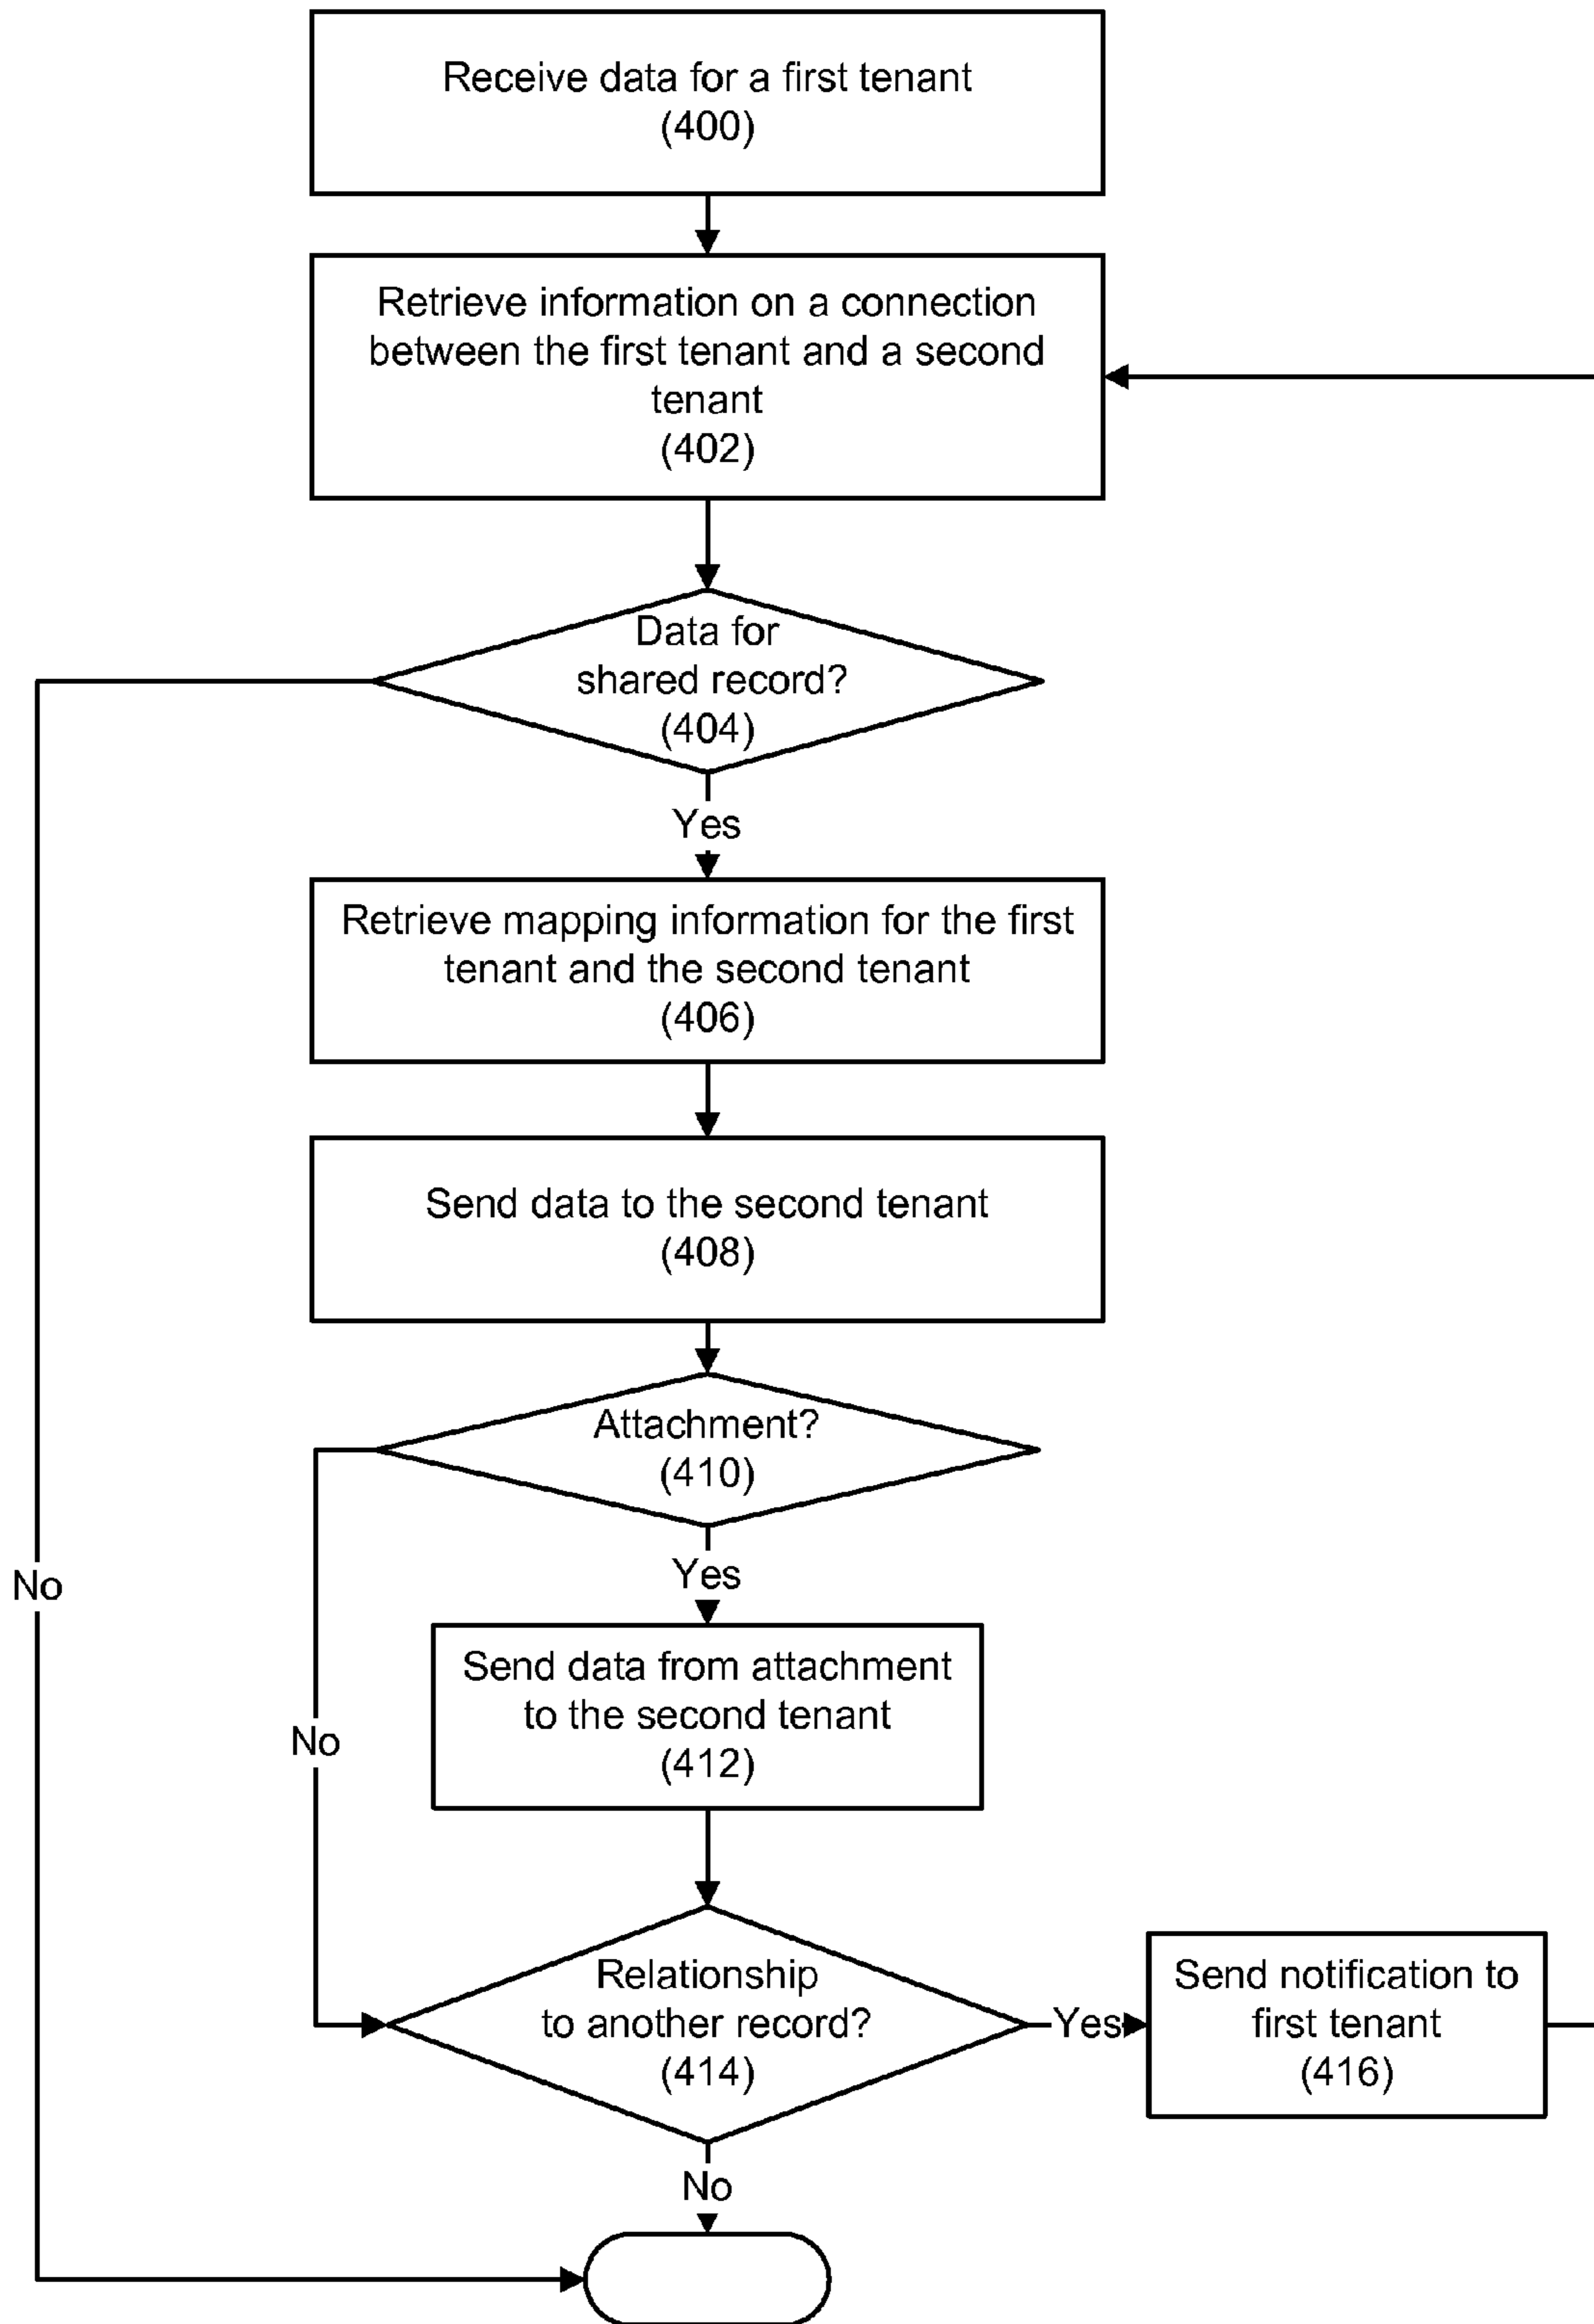 Receive data for a first tenant
(400)
Retrieve information on a connection
between the first tenant and a second
tenant
(402)
Data for
shared record?
(404)
Yes
Retrieve mapping information for the first
tenant and the second tenant
(406)
Send data to the second tenant
(408)
Attachment?
(410)
Yes
No
Send data from attachment
to the second tenant
(412)
No
Relationship
to another record?
(414)
Yes
Send notification to
first tenant
(416)
No